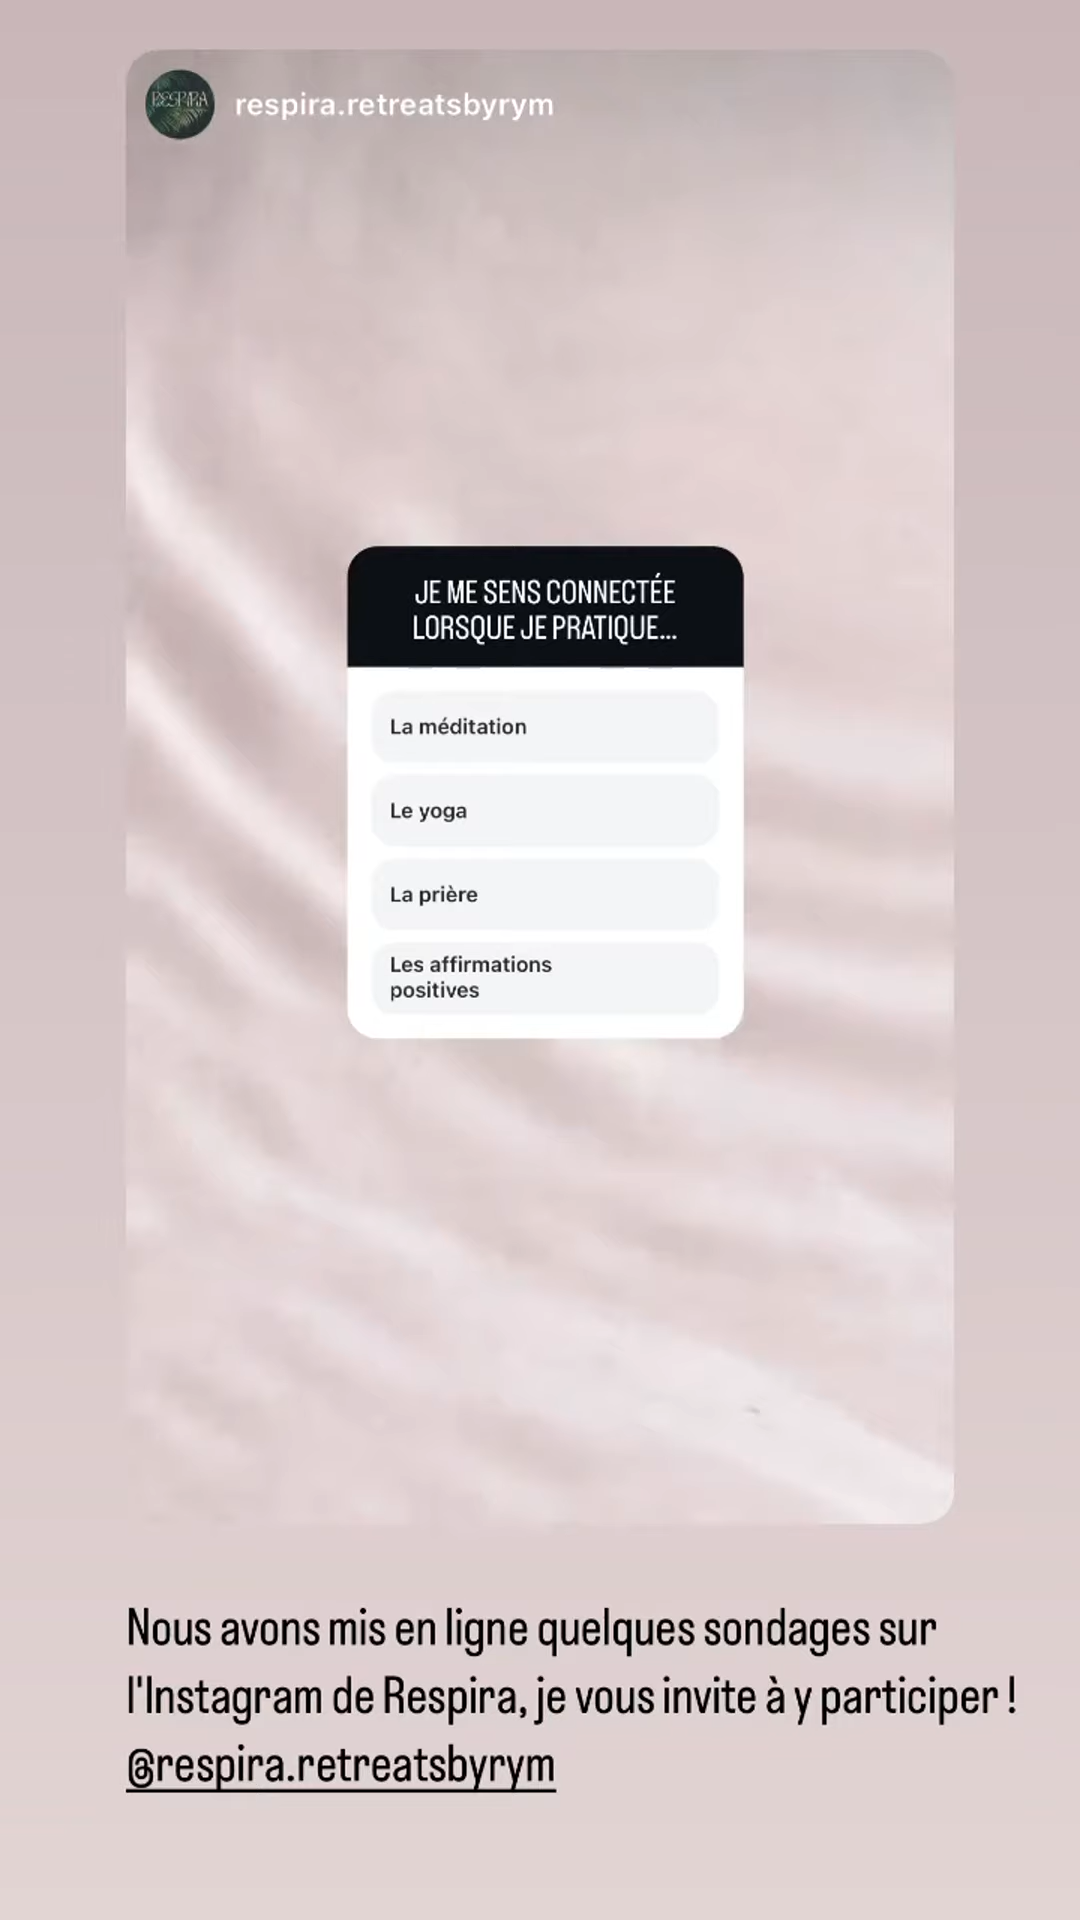 RESPIRA
respira.retreatsbyrym
JE ME SENS CONNECTÉE
LORSQUE JE PRATIQUE...
La méditation
Le yoga
La prière
Les affirmations
positives
Nous avons mis en ligne quelques sondages sur
l'Instagram de Respira, je vous invite à y participer !
@respira.retreatsbyrym